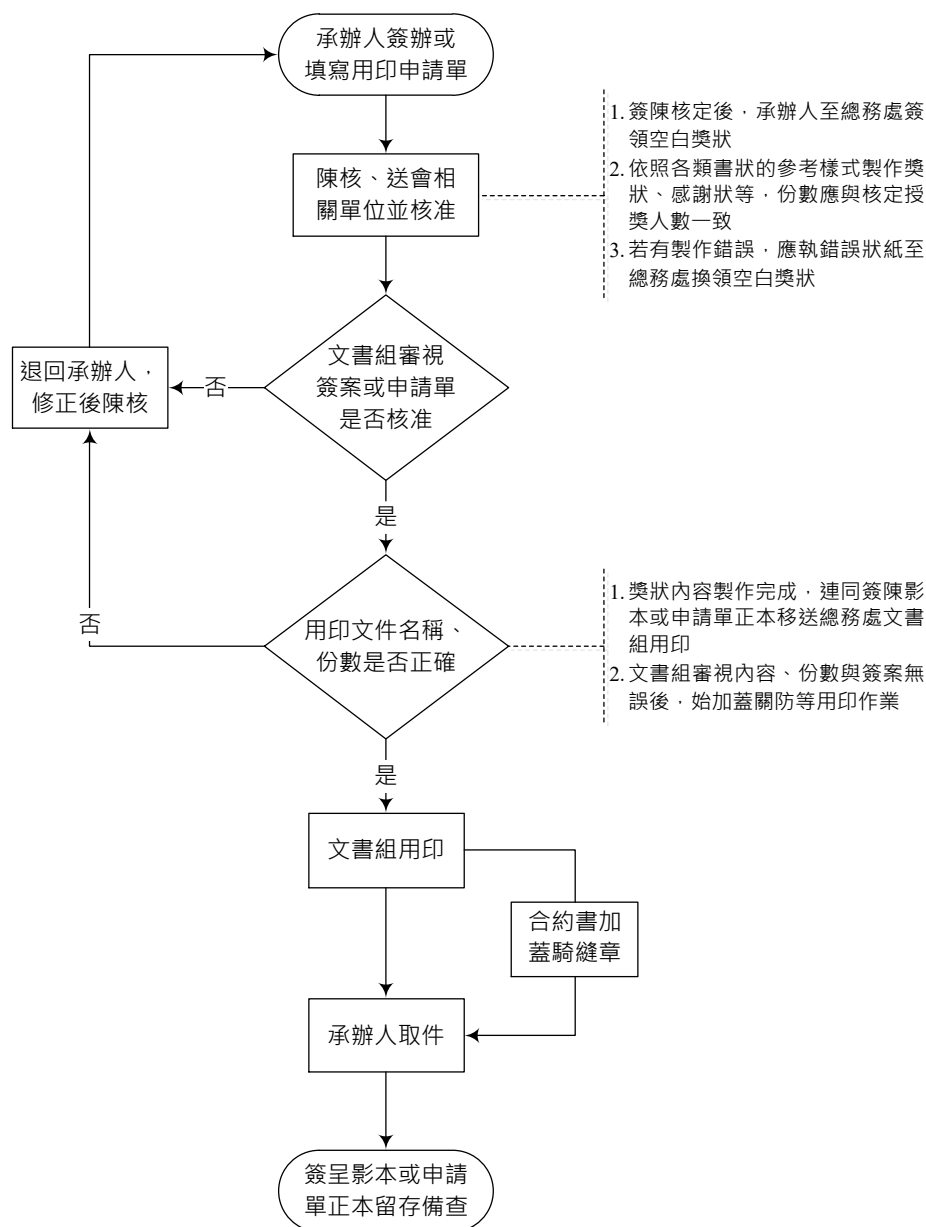 承辦人簽辦或
填寫用印申請單
陳核、送會相
關單位並核准
1. 簽陳核定後，承辦人至總務處簽
領空白獎狀
2. 依照各類書狀的參考樣式製作獎
狀、感謝狀等，份數應與核定授
獎人數一致
3. 若有製作錯誤，應執錯誤狀紙至
總務處換領空白獎狀
文書組審視
簽案或申請單
是否核准
否
退回承辦人，
修正後陳核
是
用印文件名稱、
份數是否正確
否
1. 獎狀內容製作完成，連同簽陳影
本或申請單正本移送總務處文書
組用印
2. 文書組審視內容、份數與簽案無
誤後，始加蓋關防等用印作業
是
文書組用印
合約書加
蓋騎縫章
承辦人取件
簽呈影本或申請
單正本留存備查